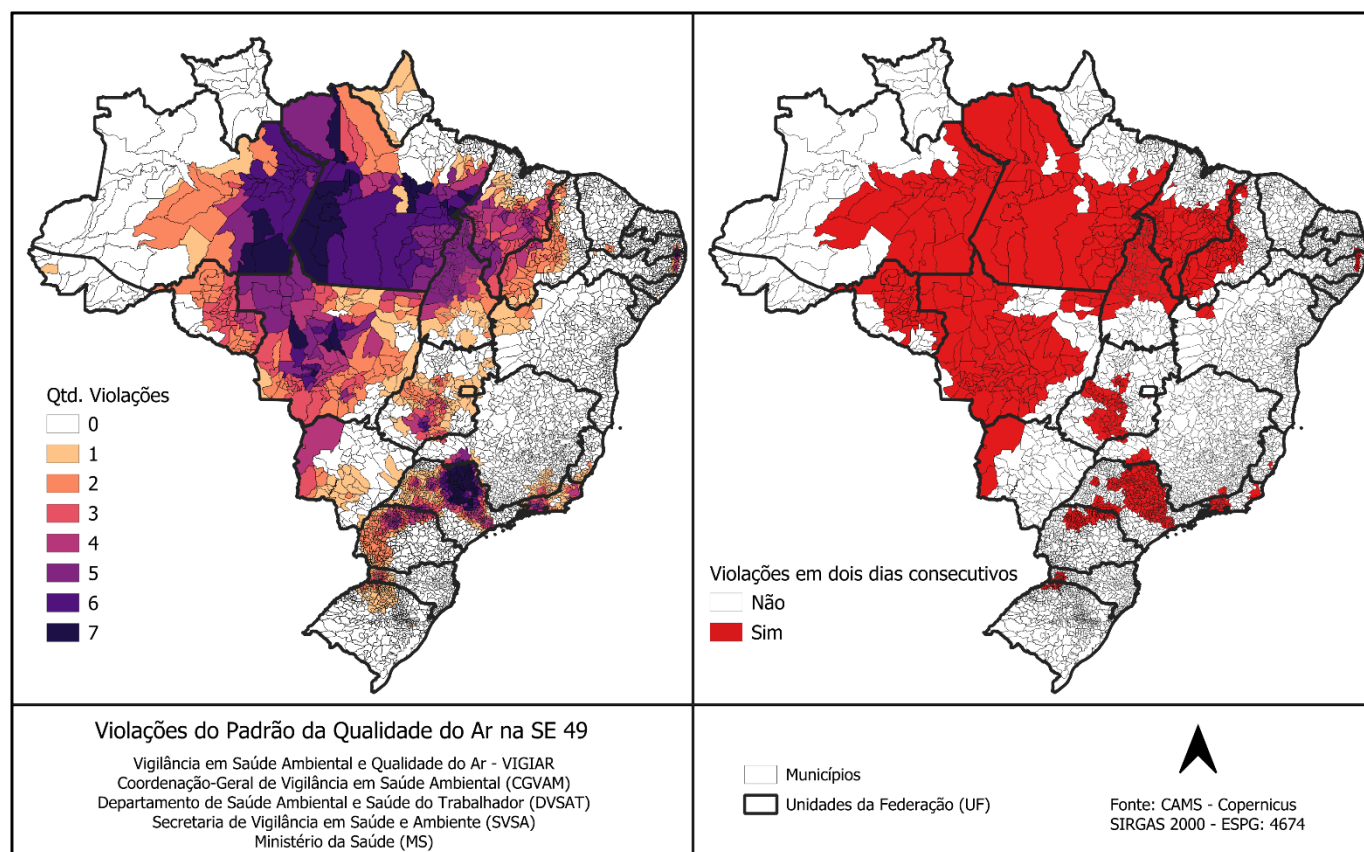 Qtd. Violações
0
1
2
3
4
5
6
7
Violações em dois dias consecutivos
Não
Sim
Violações do Padrão da Qualidade do Ar na SE 49
Vigilância em Saúde Ambiental e Qualidade do Ar - VIGIAR
Coordenação-Geral de Vigilância em Saúde Ambiental (CGVAM)
Departamento de Saúde Ambiental e Saúde do Trabalhador (DVSAT)
Secretaria de Vigilância em Saúde e Ambiente (SVSA)
Ministério da Saúde (MS)
Municípios
Unidades da Federação (UF)
Fonte: CAMS - Copernicus
SIRGAS 2000 - ESPG: 4674